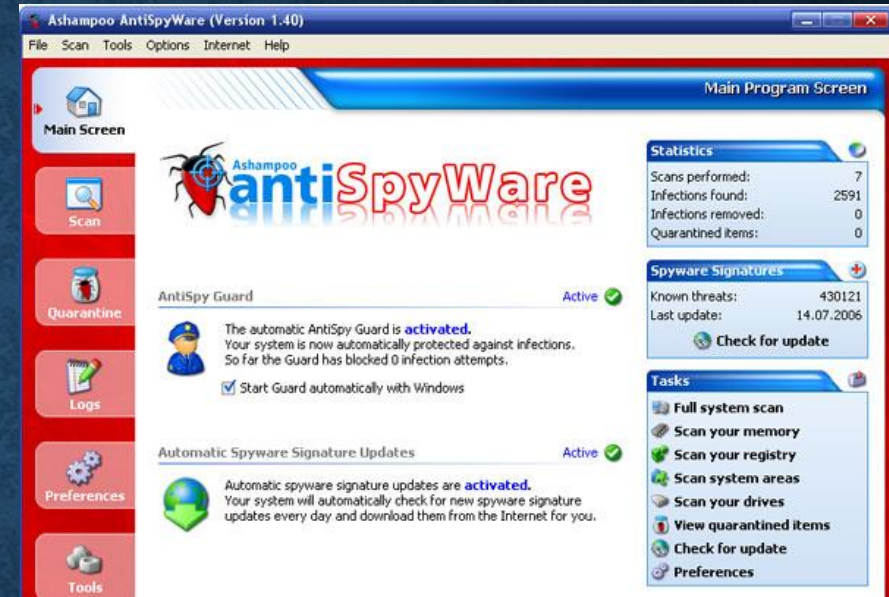 Ashampoo AntiSpyWare (Version 1.40)
File Scan Tools Options Internet Help
Main Program Screen
Main Screen
Scan
Quarantine
Logs
Preferences
Tools
Ashampoo
antiSpyWare
AntiSpy Guard Active
The automatic AntiSpy Guard is activated.
Your system is now automatically protected against infections.
So far the Guard has blocked 0 infection attempts.
Start Guard automatically with Windows
Automatic Spyware Signature Updates Active
Automatic spyware signature updates are activated.
Your system will automatically check for new spyware signature
updates every day and download them from the Internet for you.
Statistics
Scans performed: 7
Infections found: 2591
Infections removed: 0
Quarantined items: 0
Spyware Signatures
Known threats: 430121
Last update: 14.07.2006
Check for update
Tasks
Full system scan
Scan your memory
Scan your registry
Scan system areas
Scan your drives
View quarantined items
Check for update
Preferences